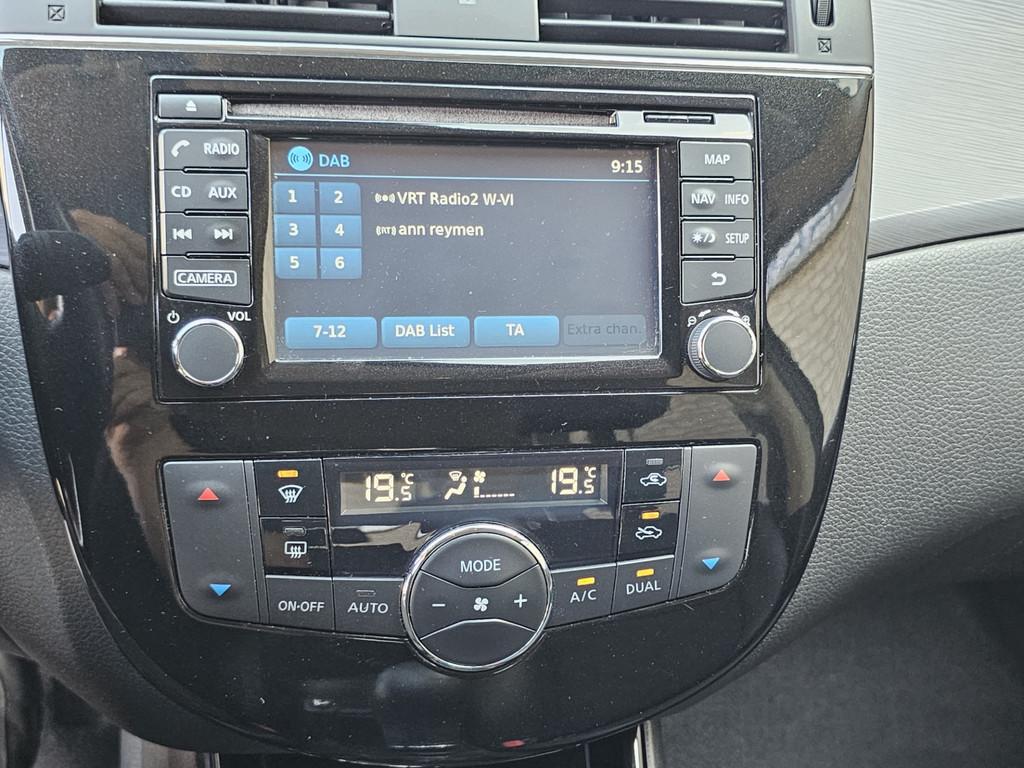 RADIO
CD AUX
CAMERA
VOL
DAB 9:15
1 2 VRT Radio2 W-VI
3 4 (RT) ann reymen
5 6
7-12 DAB List TA Extra chan.
MAP
NAV INFO
SETUP
19.5°C 19.5°C
MODE
- +
ON·OFF AUTO A/C DUAL